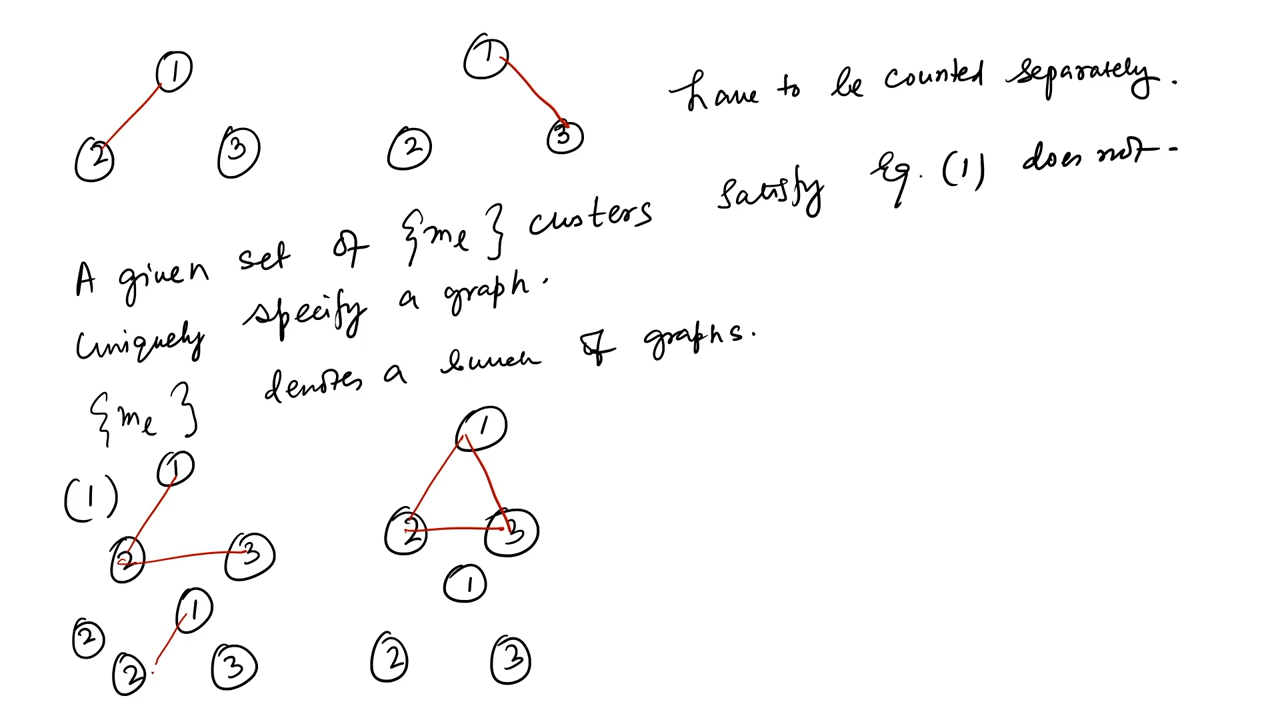 1 1 have to be counted separately.
2 3 2 3
A given set of {m_l} clusters satisfy Eq. (1) does not
uniquely specify a graph.
{m_l} denotes a bunch of graphs.
(1) 1 1
2 3 2 3
2 1 1
2 3 2 3